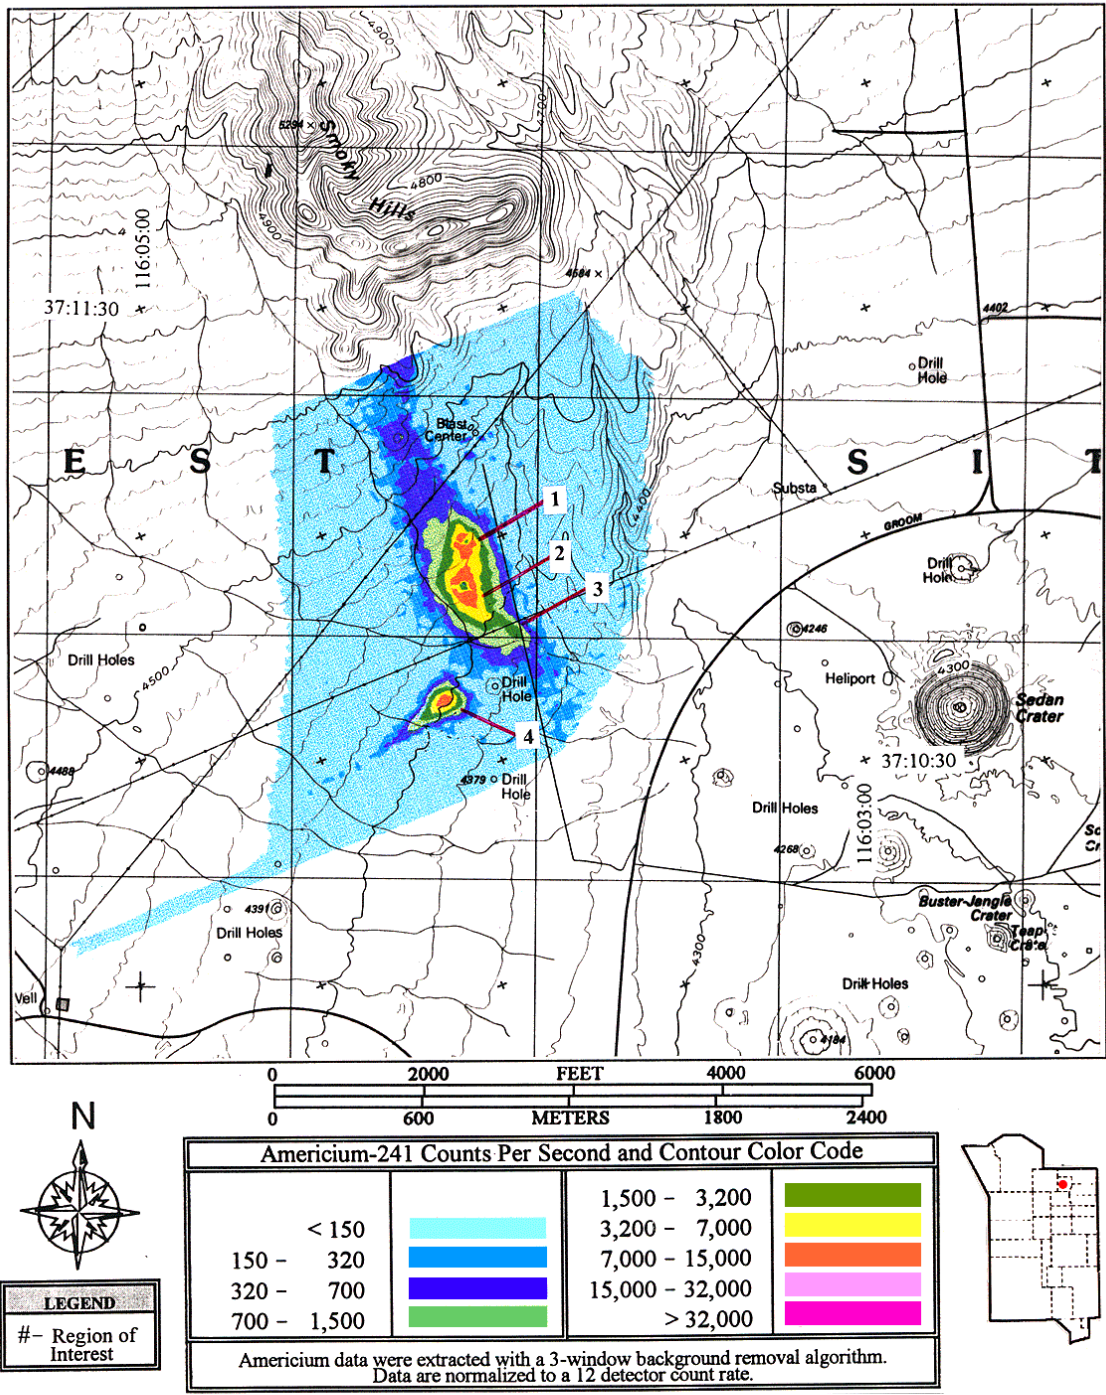 4900
5294
Smoky
4700
4800
Hills
4900
116:05:00
4584
37:11:30
4402
Drill
Hole
Blast
Center
E S T S I T
Substa
4400
1
GROOM
2
Drill
Hole
3
4246
Drill Holes
4500
4300
Heliport
Sedan
Crater
Drill
Hole
4
37:10:30
4488
4379
Drill
Hole
Drill Holes
116:03:00
4268
Buster-Jangle
Crater
4391
Drill Holes
4300
Drill Holes
Well
4184
0 2000 FEET 4000 6000
0 600 METERS 1800 2400
N
Americium-241 Counts Per Second and Contour Color Code
< 150
150 – 320
320 – 700
700 – 1,500
1,500 – 3,200
3,200 – 7,000
7,000 – 15,000
15,000 – 32,000
> 32,000
LEGEND
#– Region of
Interest
Americium data were extracted with a 3-window background removal algorithm.
Data are normalized to a 12 detector count rate.